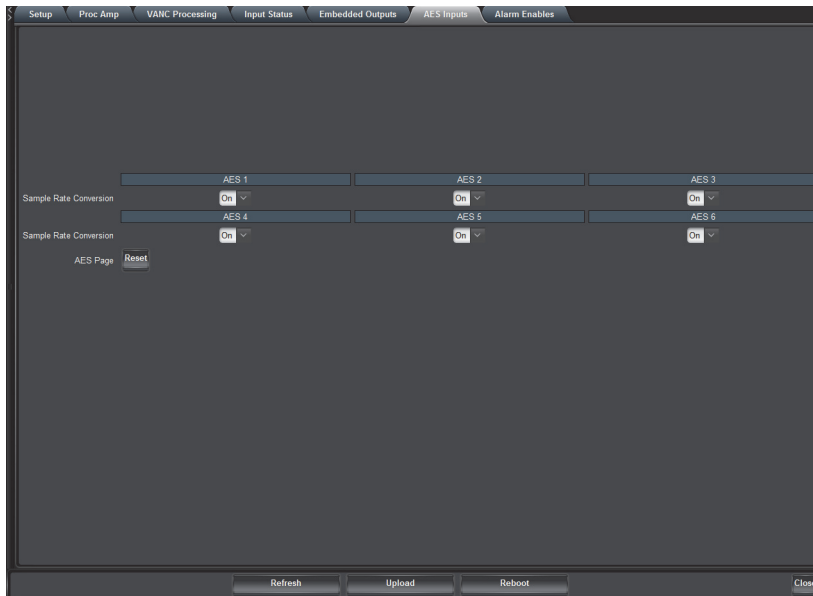 Setup Proc Amp VANC Processing Input Status Embedded Outputs AES Inputs Alarm Enables
AES 1 AES 2 AES 3
Sample Rate Conversion On On On
AES 4 AES 5 AES 6
Sample Rate Conversion On On On
AES Page Reset
Refresh Upload Reboot Close